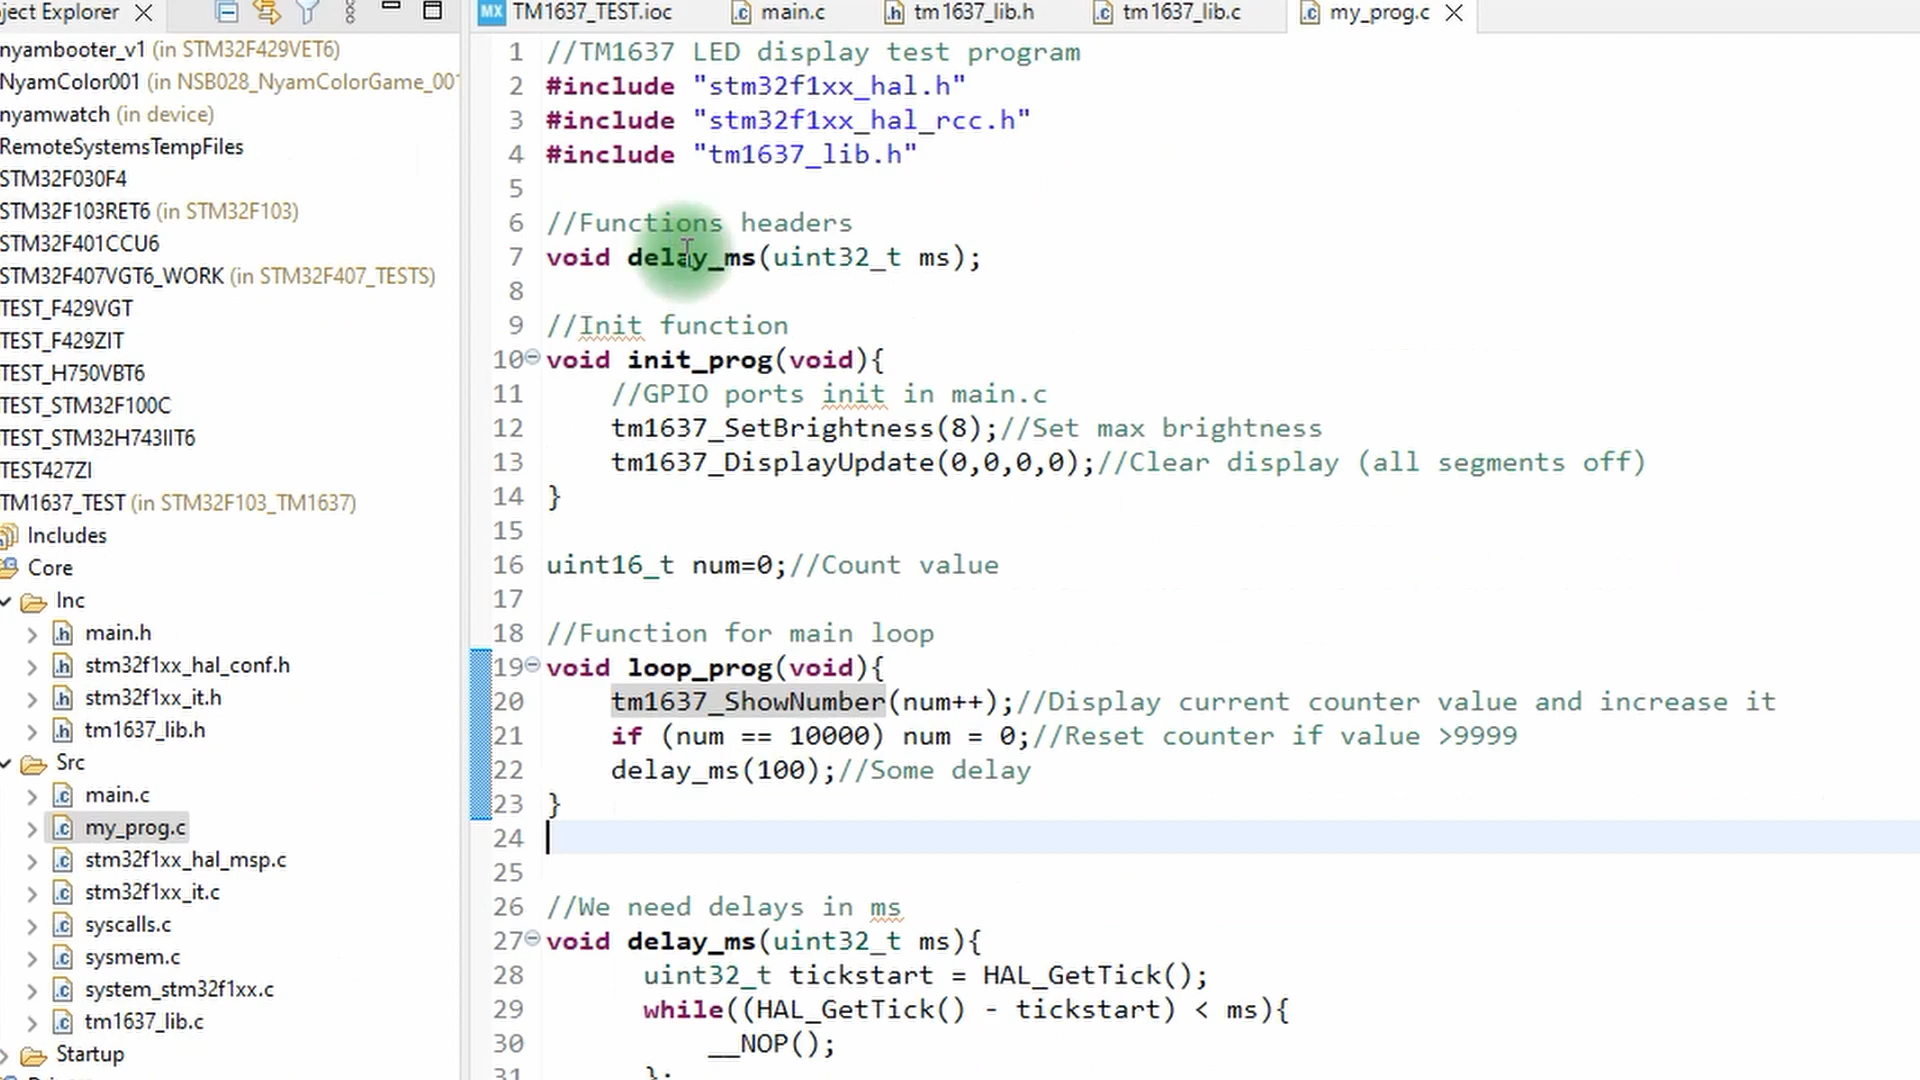 ject Explorer
nyambooter_v1 (in STM32F429VET6)
NyamColor001 (in NSB028_NyamColorGame_001
nyamwatch (in device)
RemoteSystemsTempFiles
STM32F030F4
STM32F103RET6 (in STM32F103)
STM32F401CCU6
STM32F407VGT6_WORK (in STM32F407_TESTS)
TEST_F429VGT
TEST_F429ZIT
TEST_H750VBT6
TEST_STM32F100C
TEST_STM32H743IIT6
TEST427ZI
TM1637_TEST (in STM32F103_TM1637)
Includes
Core
Inc
main.h
stm32f1xx_hal_conf.h
stm32f1xx_it.h
tm1637_lib.h
Src
main.c
my_prog.c
stm32f1xx_hal_msp.c
stm32f1xx_it.c
syscalls.c
sysmem.c
system_stm32f1xx.c
tm1637_lib.c
Startup
MX TM1637_TEST.ioc main.c tm1637_lib.h tm1637_lib.c my_prog.c
1 //TM1637 LED display test program
2 #include "stm32f1xx_hal.h"
3 #include "stm32f1xx_hal_rcc.h"
4 #include "tm1637_lib.h"
5
6 //Functions headers
7 void delay_ms(uint32_t ms);
8
9 //Init function
10 void init_prog(void){
11 //GPIO ports init in main.c
12 tm1637_SetBrightness(8);//Set max brightness
13 tm1637_DisplayUpdate(0,0,0,0);//Clear display (all segments off)
14 }
15
16 uint16_t num=0;//Count value
17
18 //Function for main loop
19 void loop_prog(void){
20 tm1637_ShowNumber(num++);//Display current counter value and increase it
21 if (num == 10000) num = 0;//Reset counter if value >9999
22 delay_ms(100);//Some delay
23 }
24
25
26 //We need delays in ms
27 void delay_ms(uint32_t ms){
28 uint32_t tickstart = HAL_GetTick();
29 while((HAL_GetTick() - tickstart) < ms){
30 __NOP();
31 };